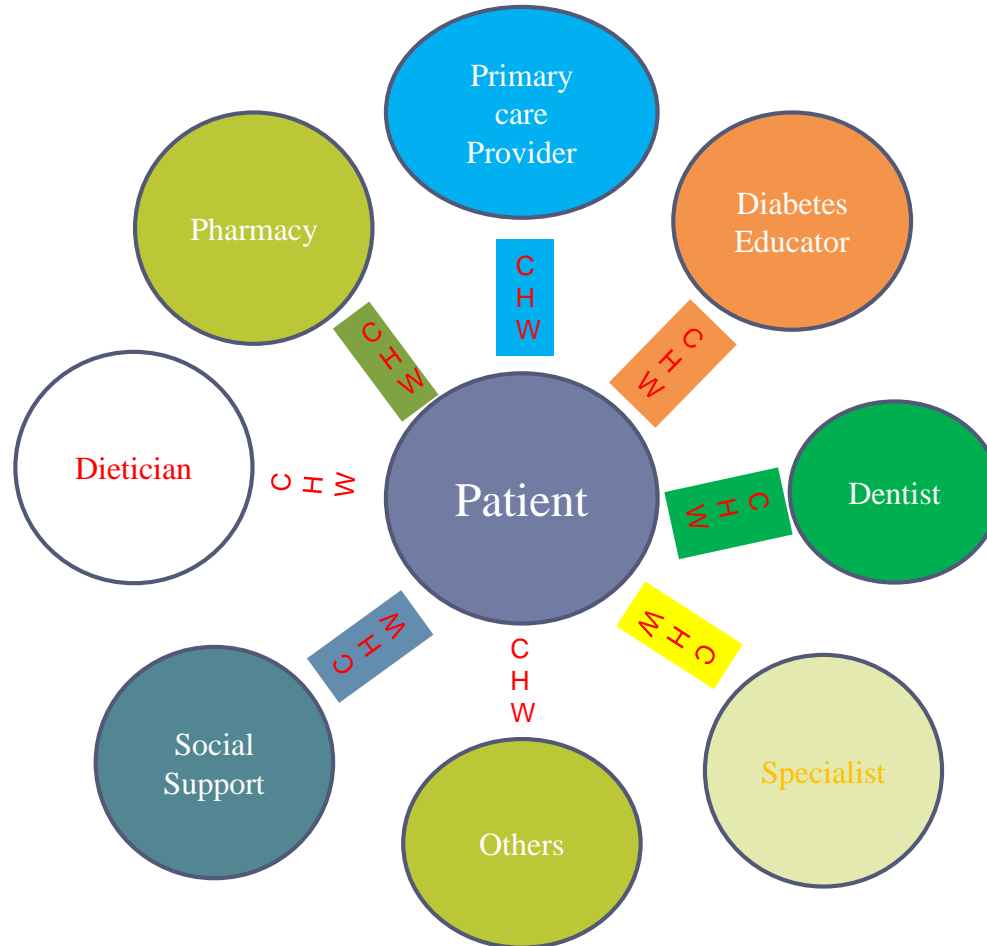 Primary
care
Provider
Pharmacy
Diabetes
Educator
C
H
W
C
H
W
C
H
W
Dietician
C
H
W
Patient
C
H
W
Dentist
C
H
W
C
H
W
C
H
W
Social
Support
Specialist
Others